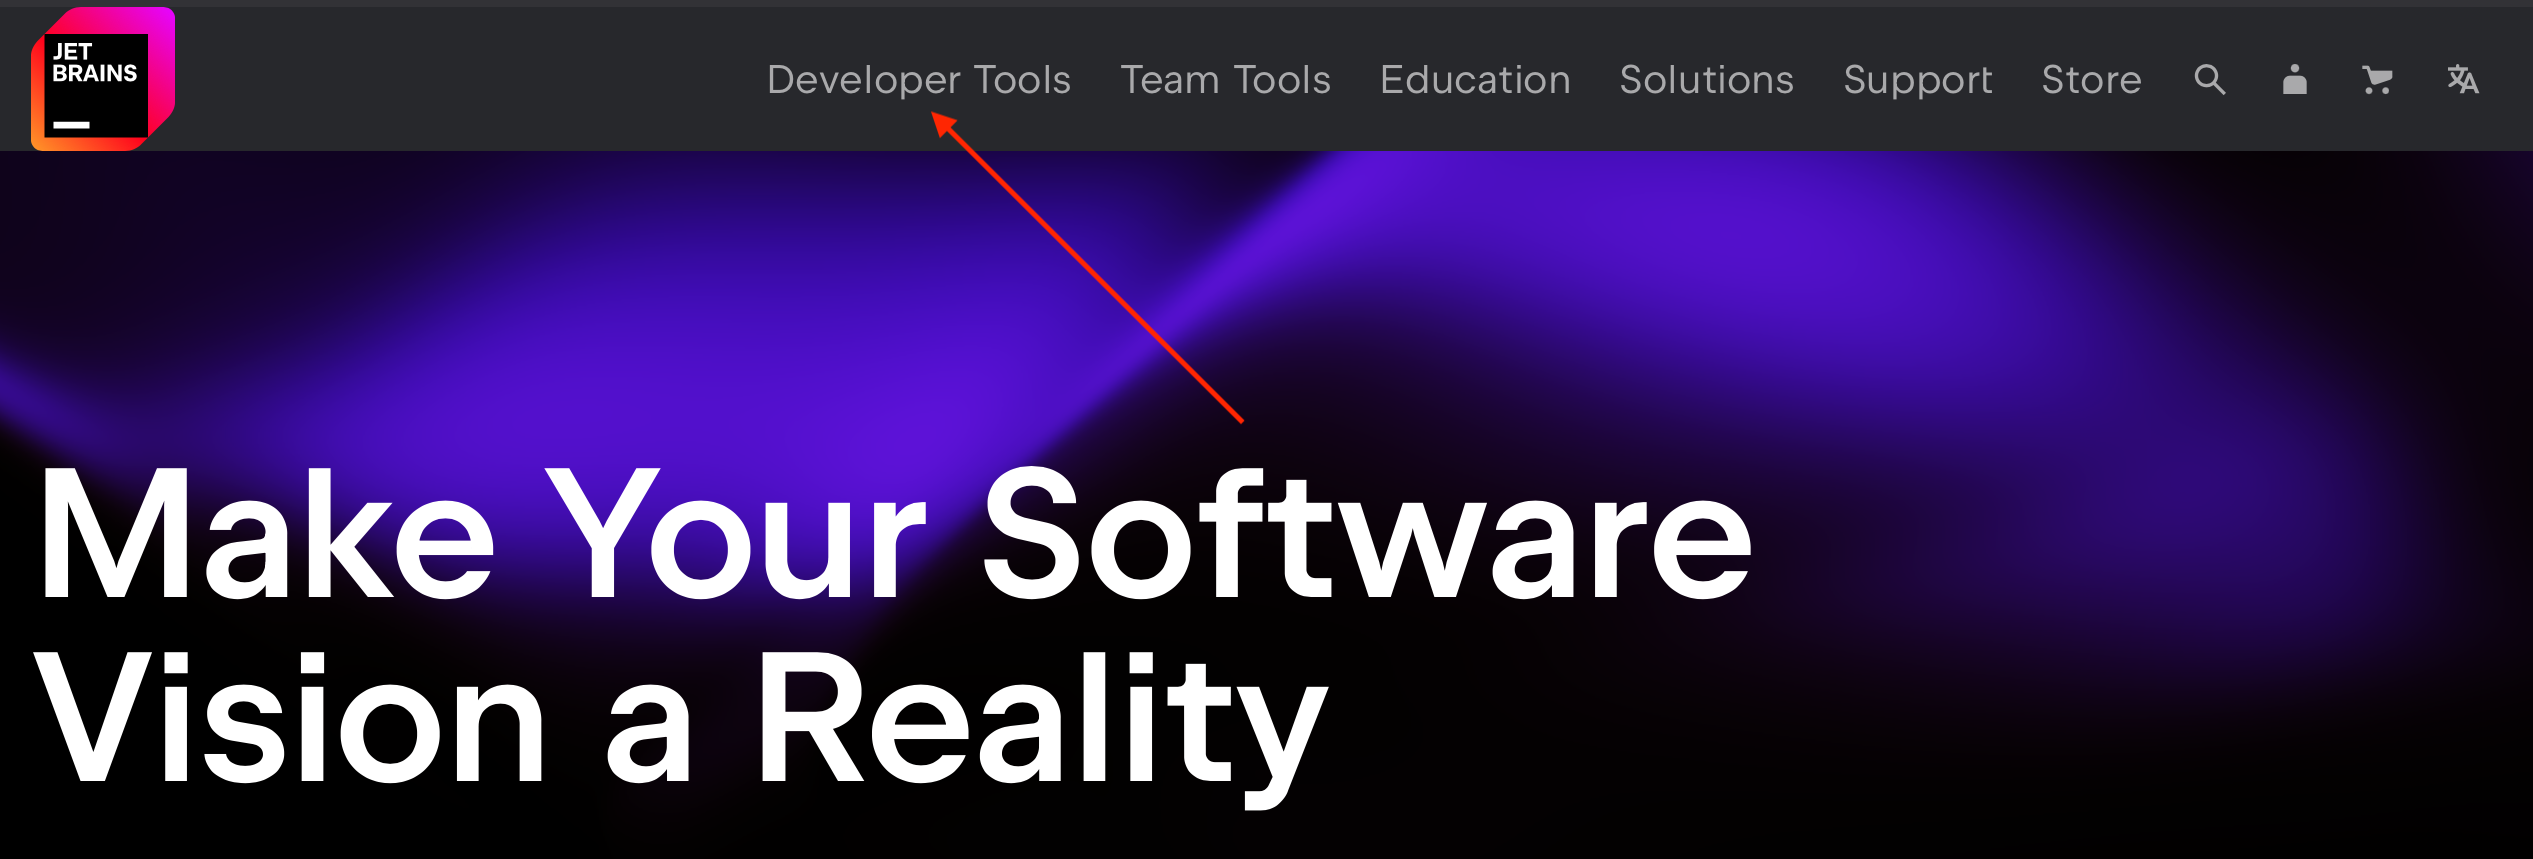 JET
BRAINS
Developer Tools Team Tools Education Solutions Support Store
Make Your Software
Vision a Reality